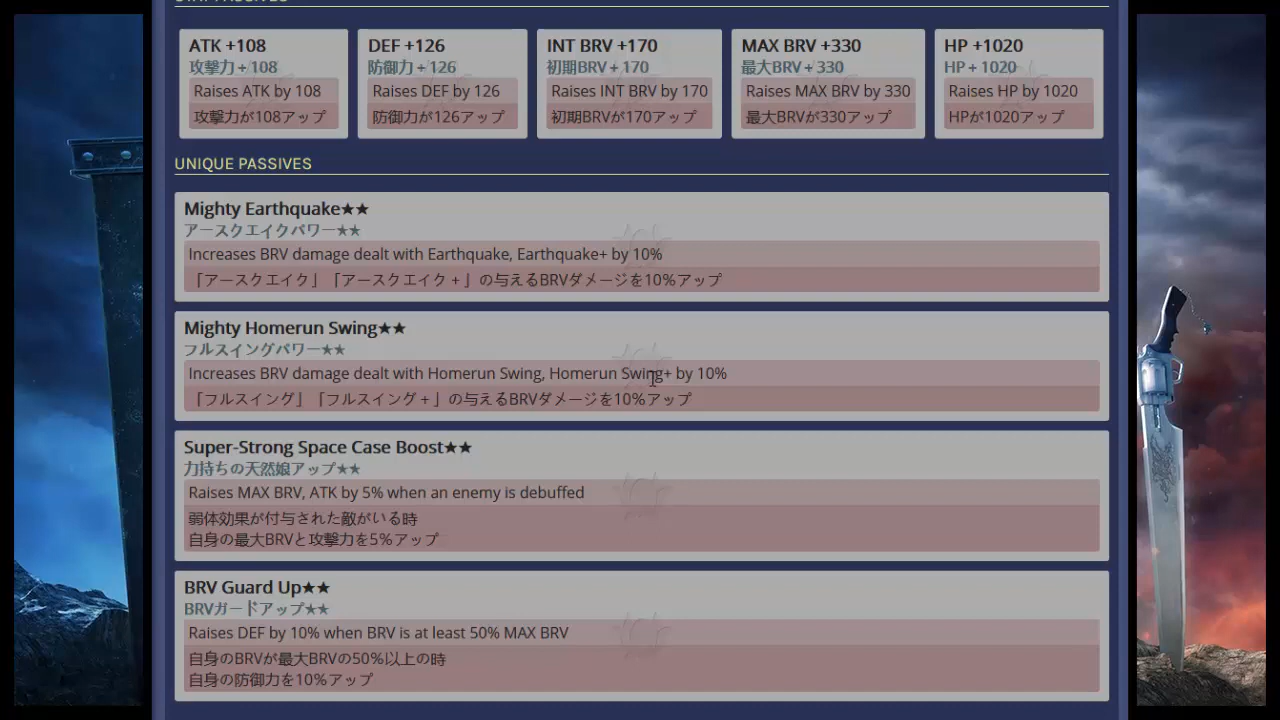 ATK +108
攻撃力＋108
Raises ATK by 108
攻撃力が108アップ
DEF +126
防御力＋126
Raises DEF by 126
防御力が126アップ
INT BRV +170
初期BRV＋170
Raises INT BRV by 170
初期BRVが170アップ
MAX BRV +330
最大BRV＋330
Raises MAX BRV by 330
最大BRVが330アップ
HP +1020
HP＋1020
Raises HP by 1020
HPが1020アップ
UNIQUE PASSIVES
Mighty Earthquake★★
アースクエイクパワー★★
Increases BRV damage dealt with Earthquake, Earthquake+ by 10%
「アースクエイク」「アースクエイク＋」の与えるBRVダメージを10%アップ
Mighty Homerun Swing★★
フルスイングパワー★★
Increases BRV damage dealt with Homerun Swing, Homerun Swing+ by 10%
「フルスイング」「フルスイング＋」の与えるBRVダメージを10%アップ
Super-Strong Space Case Boost★★
力持ちの天然娘アップ★★
Raises MAX BRV, ATK by 5% when an enemy is debuffed
弱体効果が付与された敵がいる時
自身の最大BRVと攻撃力を5%アップ
BRV Guard Up★★
BRVガードアップ★★
Raises DEF by 10% when BRV is at least 50% MAX BRV
自身のBRVが最大BRVの50%以上の時
自身の防御力を10%アップ